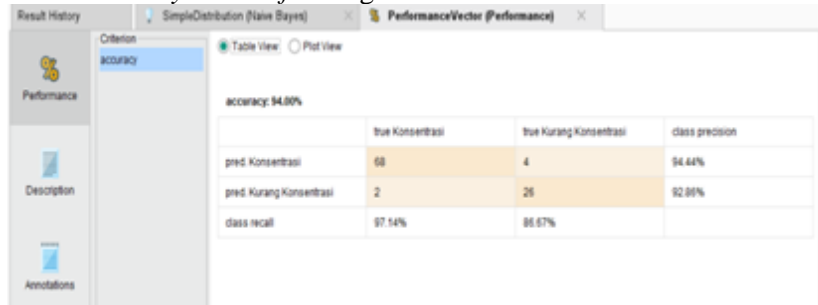 Result History
SimpleDistribution (Naive Bayes)
PerformanceVector (Performance)
Criterion
accuracy
Table View
Plot View
Performance
accuracy: 94.00%
true Konsentrasi true Kurang Konsentrasi class precision
pred. Konsentrasi 68 4 94.44%
pred. Kurang Konsentrasi 2 26 92.86%
class recall 97.14% 86.67%
Description
Annotations